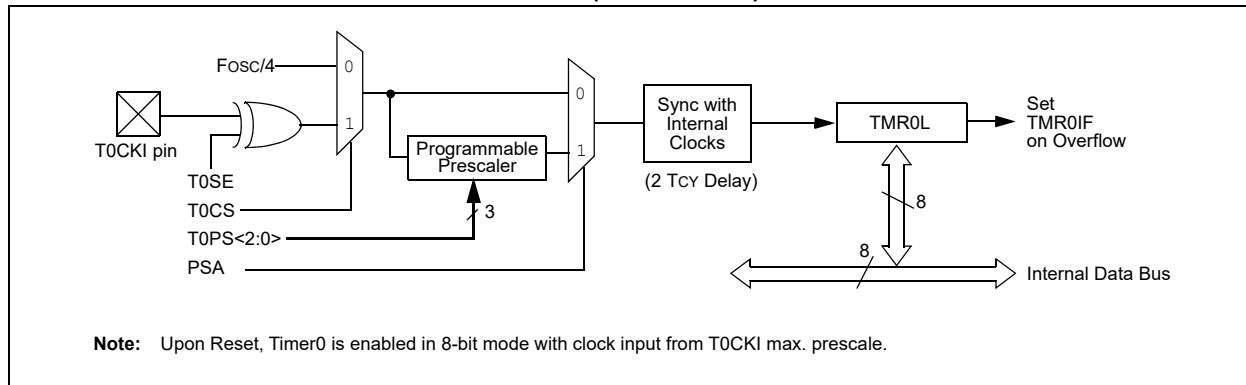 FOSC/4
0
1
T0CKI pin
T0SE
T0CS
T0PS<2:0>
PSA
Programmable
Prescaler
3
0
1
Sync with
Internal
Clocks
(2 TCY Delay)
TMR0L
Set
TMR0IF
on Overflow
8
8
Internal Data Bus
Note: Upon Reset, Timer0 is enabled in 8-bit mode with clock input from T0CKI max. prescale.